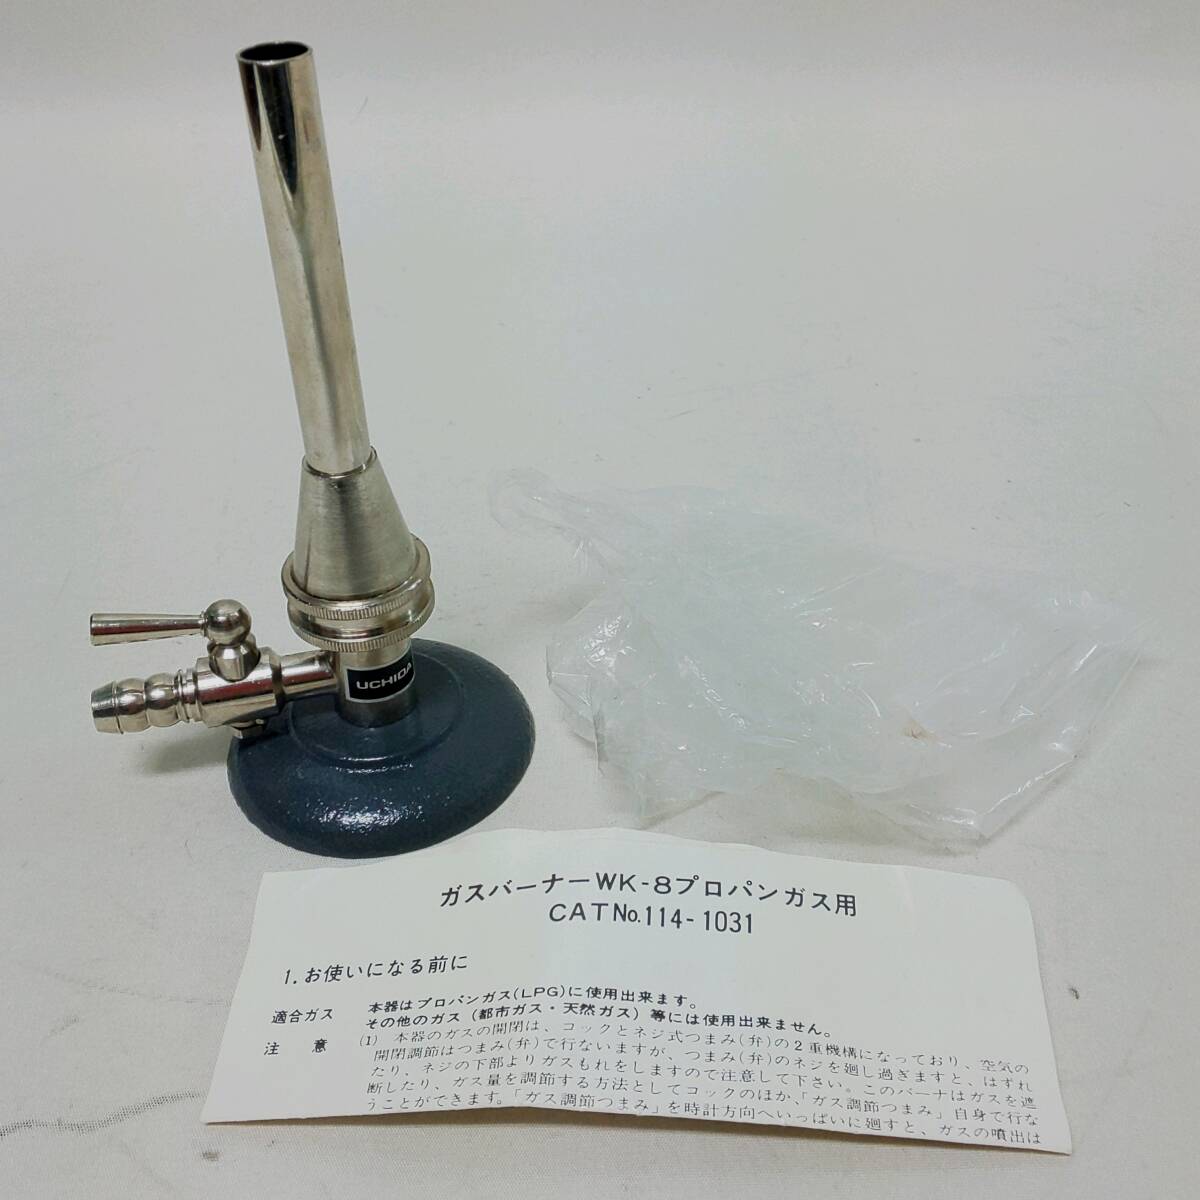 UCHIDA
ガスバーナーWK-8プロパンガス用
CAT No.114-1031
1.お使いになる前に
適合ガス　本器はプロパンガス(LPG)に使用出来ます。
その他のガス（都市ガス・天然ガス）等には使用出来ません。
注　意　(1)　本器のガスの開閉は、コックとネジ式つまみ(弁)の2重機構になっており、空気の
開閉調節はつまみ(弁)で行ないますが、つまみ(弁)のネジを廻し過ぎますと、はずれ
たり、ネジの下部よりガスもれをしますので注意して下さい。このバーナはガスを遮
断したり、ガス量を調節する方法としてコックのほか、「ガス調節つまみ」自身で行な
うことができます。「ガス調節つまみ」を時計方向へいっぱいに廻すと、ガスの噴出は